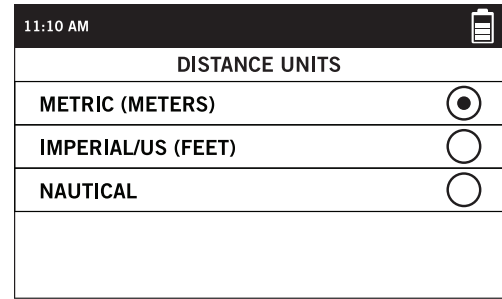 11:10 AM
DISTANCE UNITS
METRIC (METERS)
IMPERIAL/US (FEET)
NAUTICAL